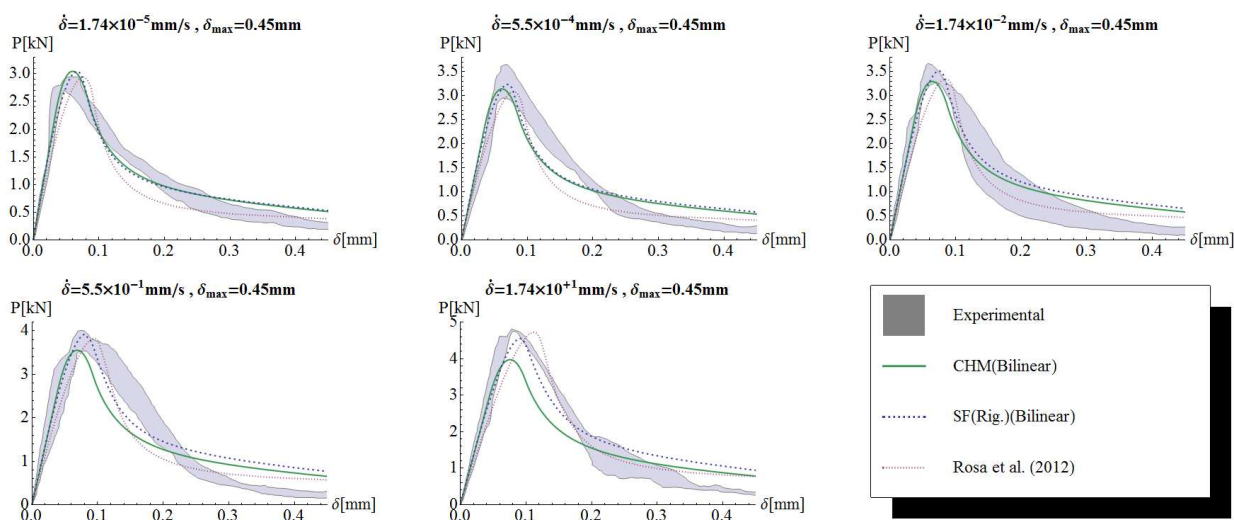 δ̇=1.74×10⁻⁵mm/s , δmax=0.45mm
P[kN]
3.0
2.5
2.0
1.5
1.0
0.5
0.0
0.0 0.1 0.2 0.3 0.4 δ[mm]
δ̇=5.5×10⁻⁴mm/s , δmax=0.45mm
P[kN]
3.5
3.0
2.5
2.0
1.5
1.0
0.5
0.0
0.0 0.1 0.2 0.3 0.4 δ[mm]
δ̇=1.74×10⁻²mm/s , δmax=0.45mm
P[kN]
3.5
3.0
2.5
2.0
1.5
1.0
0.5
0.0
0.0 0.1 0.2 0.3 0.4 δ[mm]
δ̇=5.5×10⁻¹mm/s , δmax=0.45mm
P[kN]
4
3
2
1
0
0.0 0.1 0.2 0.3 0.4 δ[mm]
δ̇=1.74×10⁺¹mm/s , δmax=0.45mm
P[kN]
5
4
3
2
1
0
0.0 0.1 0.2 0.3 0.4 δ[mm]
Experimental
CHM(Bilinear)
SF(Rig.)(Bilinear)
Rosa et al. (2012)